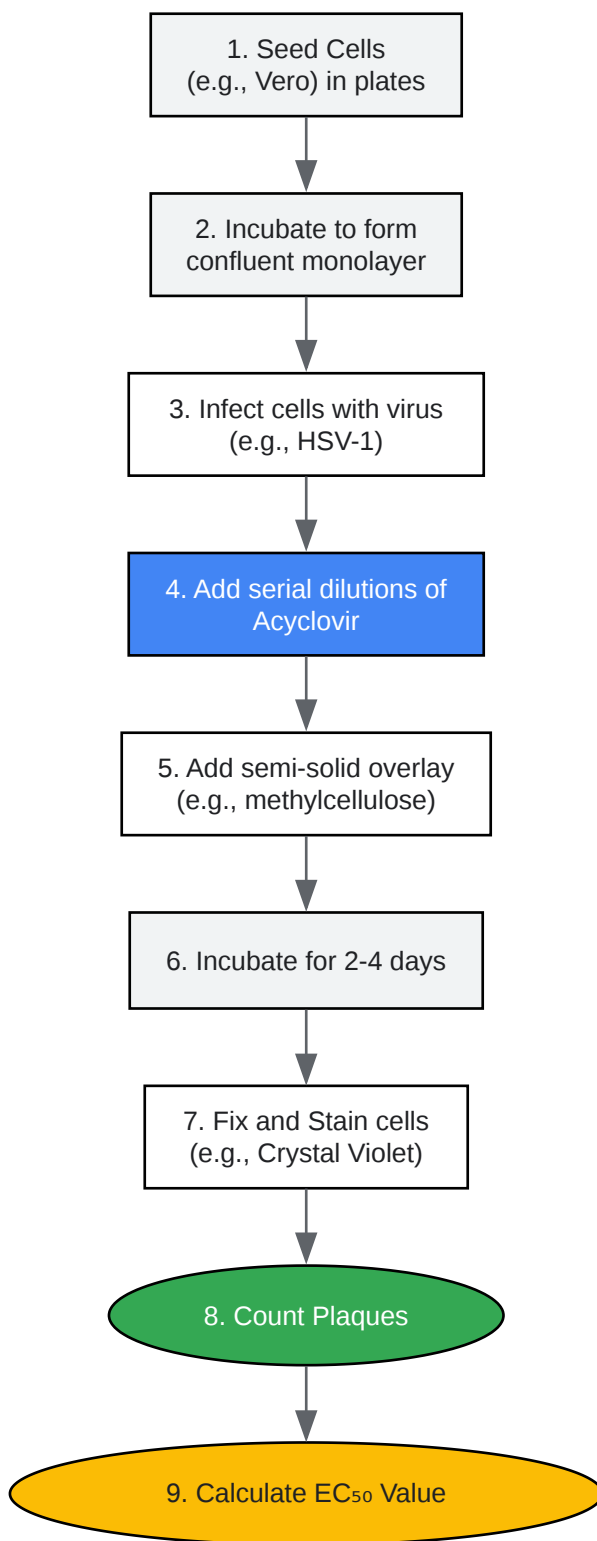 1. Seed Cells
(e.g., Vero) in plates
2. Incubate to form
confluent monolayer
3. Infect cells with virus
(e.g., HSV-1)
4. Add serial dilutions of
Acyclovir
5. Add semi-solid overlay
(e.g., methylcellulose)
6. Incubate for 2-4 days
7. Fix and Stain cells
(e.g., Crystal Violet)
8. Count Plaques
9. Calculate EC₅₀ Value